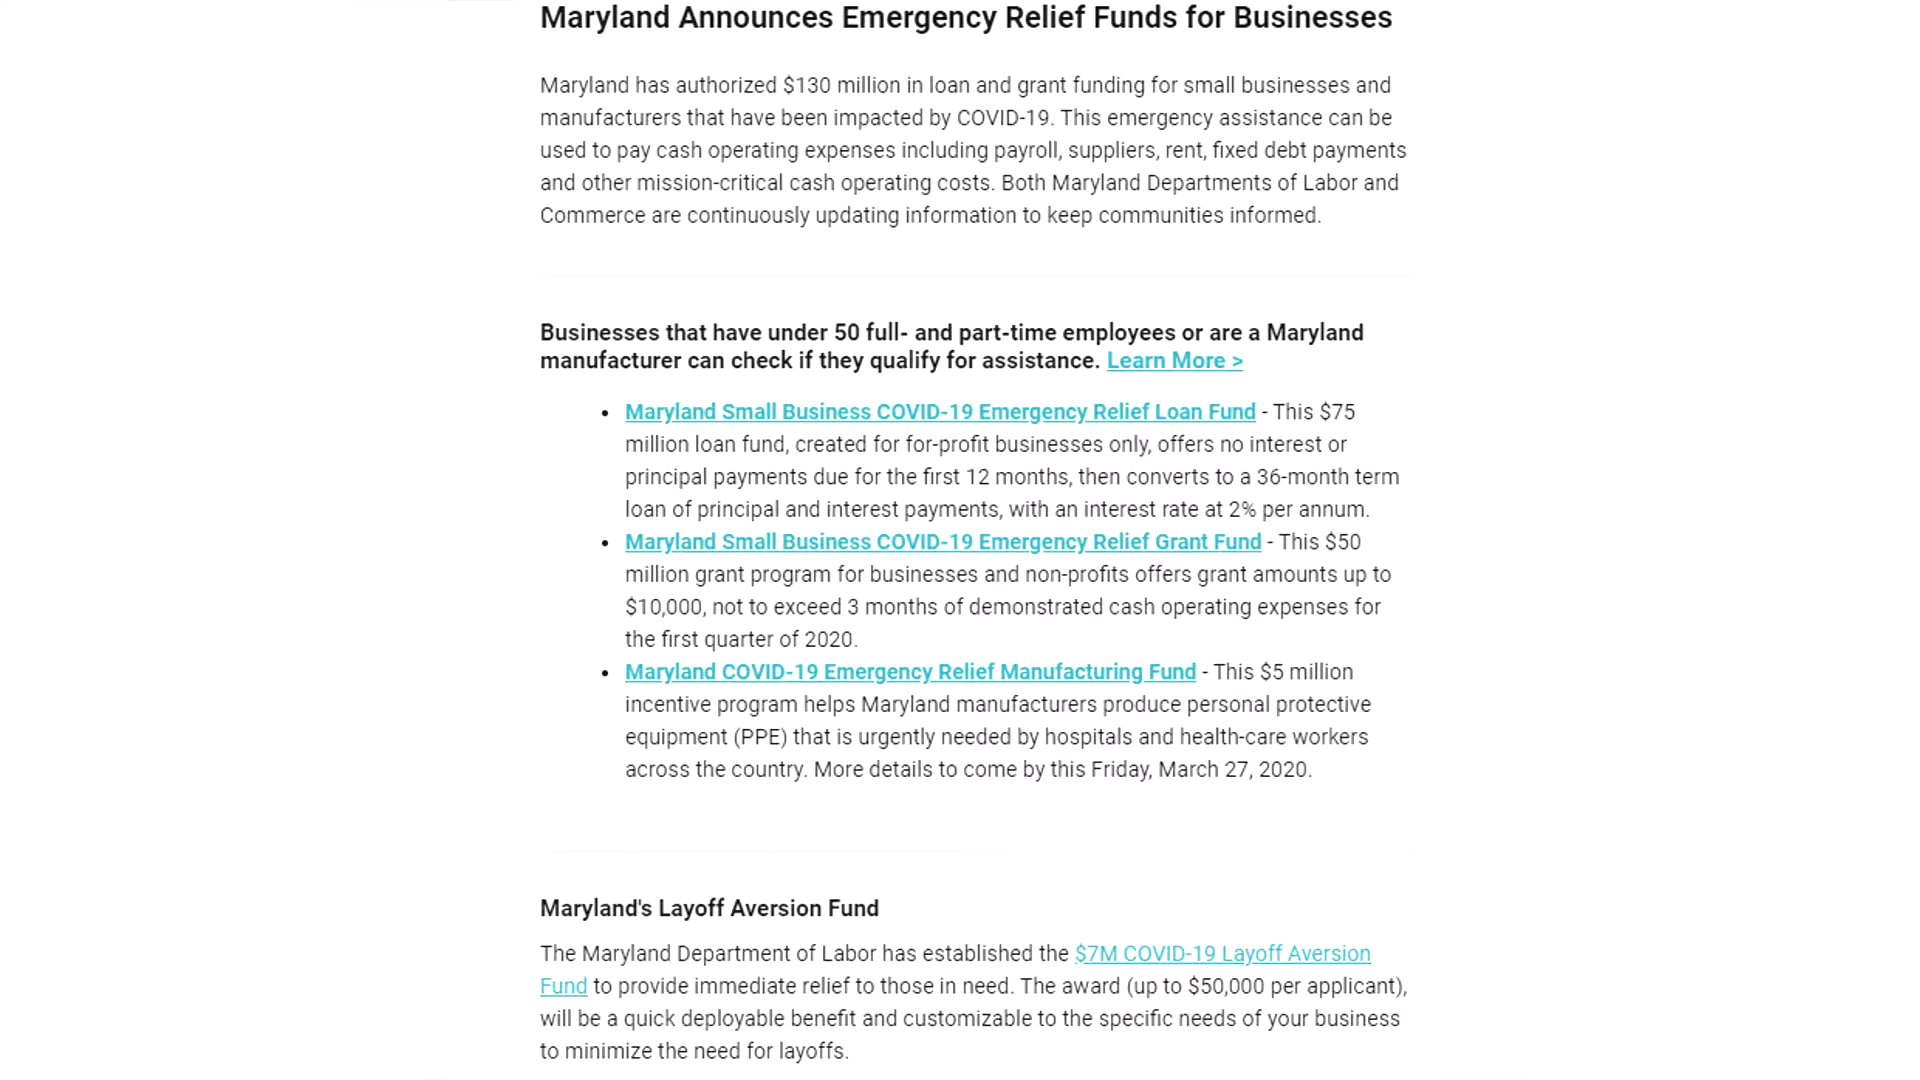 Maryland Announces Emergency Relief Funds for Businesses
Maryland has authorized $130 million in loan and grant funding for small businesses and
manufacturers that have been impacted by COVID-19. This emergency assistance can be
used to pay cash operating expenses including payroll, suppliers, rent, fixed debt payments
and other mission-critical cash operating costs. Both Maryland Departments of Labor and
Commerce are continuously updating information to keep communities informed.
Businesses that have under 50 full- and part-time employees or are a Maryland
manufacturer can check if they qualify for assistance. Learn More >
• Maryland Small Business COVID-19 Emergency Relief Loan Fund - This $75
million loan fund, created for for-profit businesses only, offers no interest or
principal payments due for the first 12 months, then converts to a 36-month term
loan of principal and interest payments, with an interest rate at 2% per annum.
• Maryland Small Business COVID-19 Emergency Relief Grant Fund - This $50
million grant program for businesses and non-profits offers grant amounts up to
$10,000, not to exceed 3 months of demonstrated cash operating expenses for
the first quarter of 2020.
• Maryland COVID-19 Emergency Relief Manufacturing Fund - This $5 million
incentive program helps Maryland manufacturers produce personal protective
equipment (PPE) that is urgently needed by hospitals and health-care workers
across the country. More details to come by this Friday, March 27, 2020.
Maryland's Layoff Aversion Fund
The Maryland Department of Labor has established the $7M COVID-19 Layoff Aversion
Fund to provide immediate relief to those in need. The award (up to $50,000 per applicant),
will be a quick deployable benefit and customizable to the specific needs of your business
to minimize the need for layoffs.